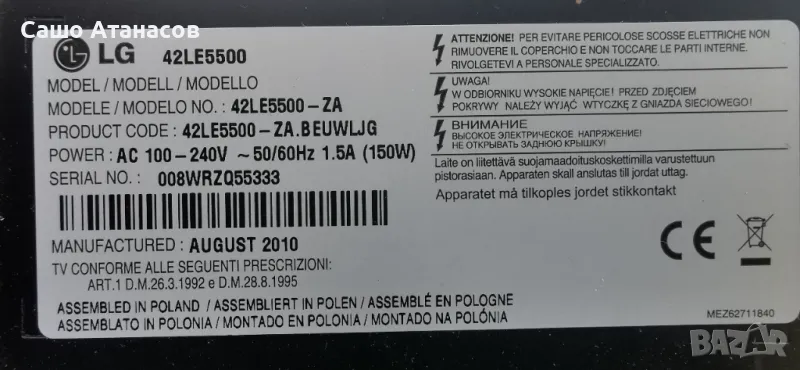 Сашо Атанасов
LG 42LE5500
MODEL / MODELL / MODELLO
MODELE / MODELO NO. : 42LE5500-ZA
PRODUCT CODE : 42LE5500-ZA.BEUWLJG
POWER : AC 100-240V ~ 50/60Hz 1.5A (150W)
SERIAL NO. : 008WRZQ55333
MANUFACTURED : AUGUST 2010
TV CONFORME ALLE SEGUENTI PRESCRIZIONI:
ART.1 D.M.26.3.1992 e D.M.28.8.1995
ASSEMBLED IN POLAND / ASSEMBLIERT IN POLEN / ASSEMBLÉ EN POLOGNE
ASSEMBLATO IN POLONIA / MONTADO EN POLONIA / MONTADO NA POLÓNIA
ATTENZIONE! : PER EVITARE PERICOLOSE SCOSSE ELETTRICHE NON
RIMUOVERE IL COPERCHIO E NON TOCCARE LE PARTI INTERNE.
RIVOLGERSI A PERSONALE SPECIALIZZATO.
UWAGA!
W ODBIORNIKU WYSOKIE NAPIĘCIE! PRZED ZDJĘCIEM
POKRYWY NALEŻY WYJĄĆ WTYCZKĘ Z GNIAZDA SIECIOWEGO!
ВНИМАНИЕ
ВЫСОКОЕ ЭЛЕКТРИЧЕСКОЕ НАПРЯЖЕНИЕ!
НЕ ОТКРЫВАТЬ ЗАДНЮЮ КРЫШКУ!
Laite on liitettävä suojamaadoituskoskettimilla varustettuun
pistorasiaan. Apparaten skall anslutas till jordat uttag.
Apparatet må tilkoples jordet stikkontakt
CE
MEZ62711840
BAZAR